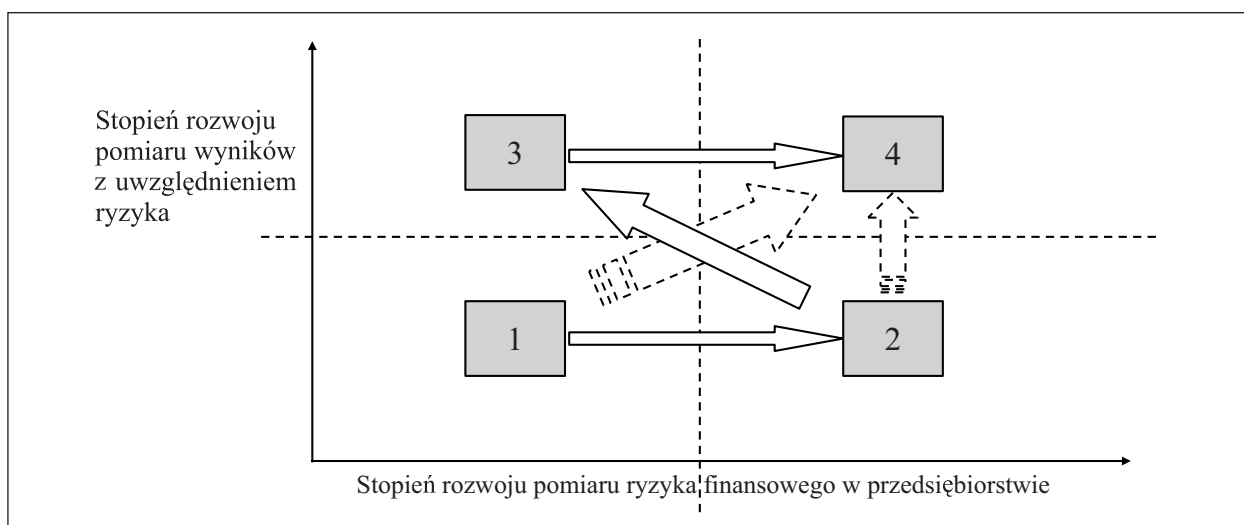 Stopień rozwoju
pomiaru wyników
z uwzględnieniem
ryzyka
3
4
1
2
Stopień rozwoju pomiaru ryzyka finansowego w przedsiębiorstwie